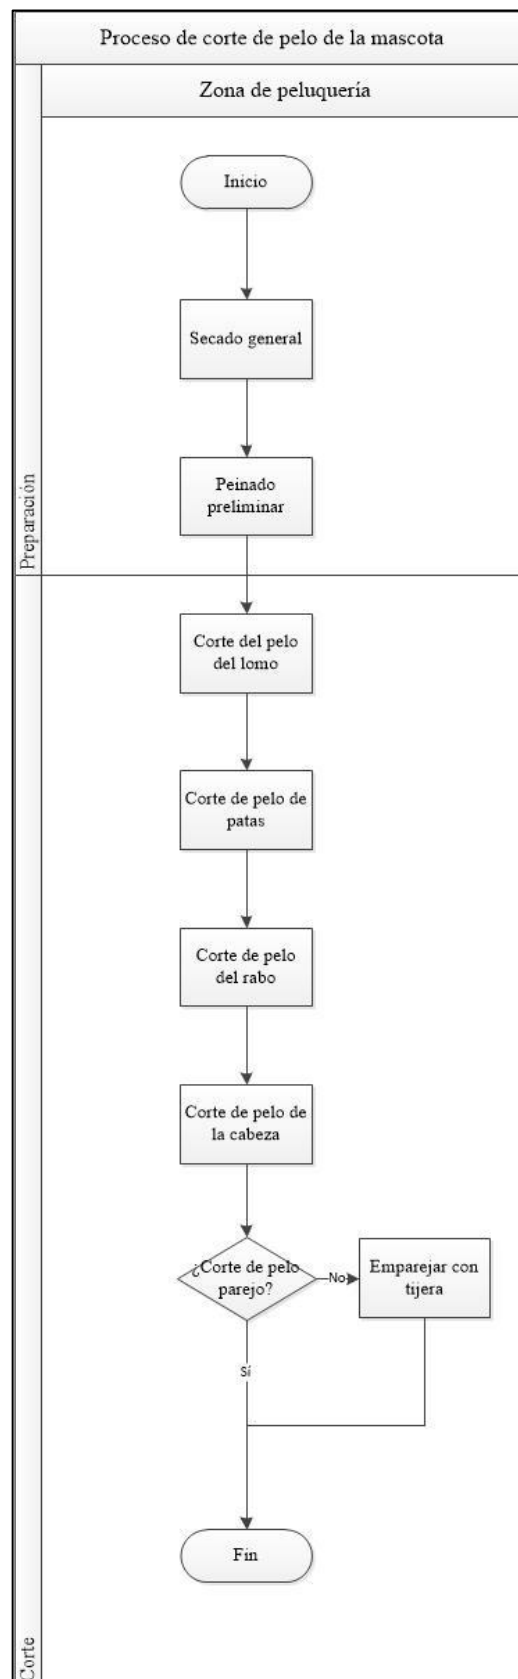 Proceso de corte de pelo de la mascota
Zona de peluquería
Preparación
Inicio
Secado general
Peinado
preliminar
Corte
Corte del pelo
del lomo
Corte de pelo de
patas
Corte de pelo
del rabo
Corte de pelo de
la cabeza
¿Corte de pelo
parejo?
No
Emparejar con
tijera
Sí
Fin